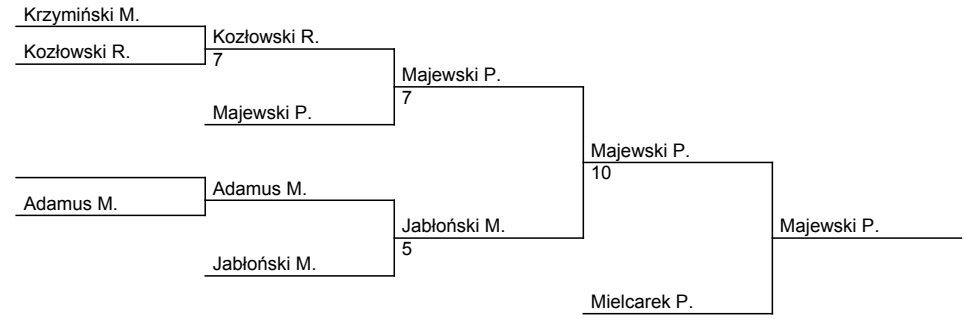 Krzymiński M.
Kozłowski R.
Kozłowski R.
7
Majewski P.
Majewski P.
7
Adamus M.
Adamus M.
Jabłoński M.
Jabłoński M.
5
Majewski P.
10
Mielcarek P.
Majewski P.